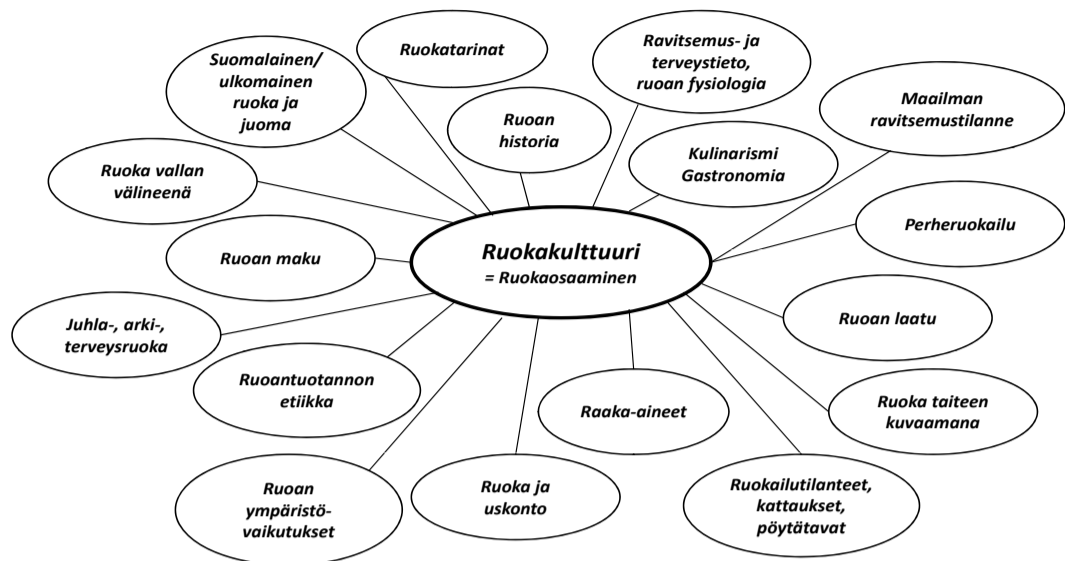 Ruokatarinat
Ravitsemus- ja
terveystieto,
ruoan fysiologia
Suomalainen/
ulkomainen
ruoka ja
juoma
Maailman
ravitsemustilanne
Ruoan
historia
Kulinarismi
Gastronomia
Ruoka vallan
välineenä
Perheruokailu
Ruokakulttuuri
= Ruokaosaaminen
Ruoan maku
Ruoan laatu
Juhla-, arki-,
terveysruoka
Ruoantuotannon
etiikka
Raaka-aineet
Ruoka taiteen
kuvaamana
Ruoan
ympäristö-
vaikutukset
Ruoka ja
uskonto
Ruokailutilanteet,
kattaukset,
pöytätavat